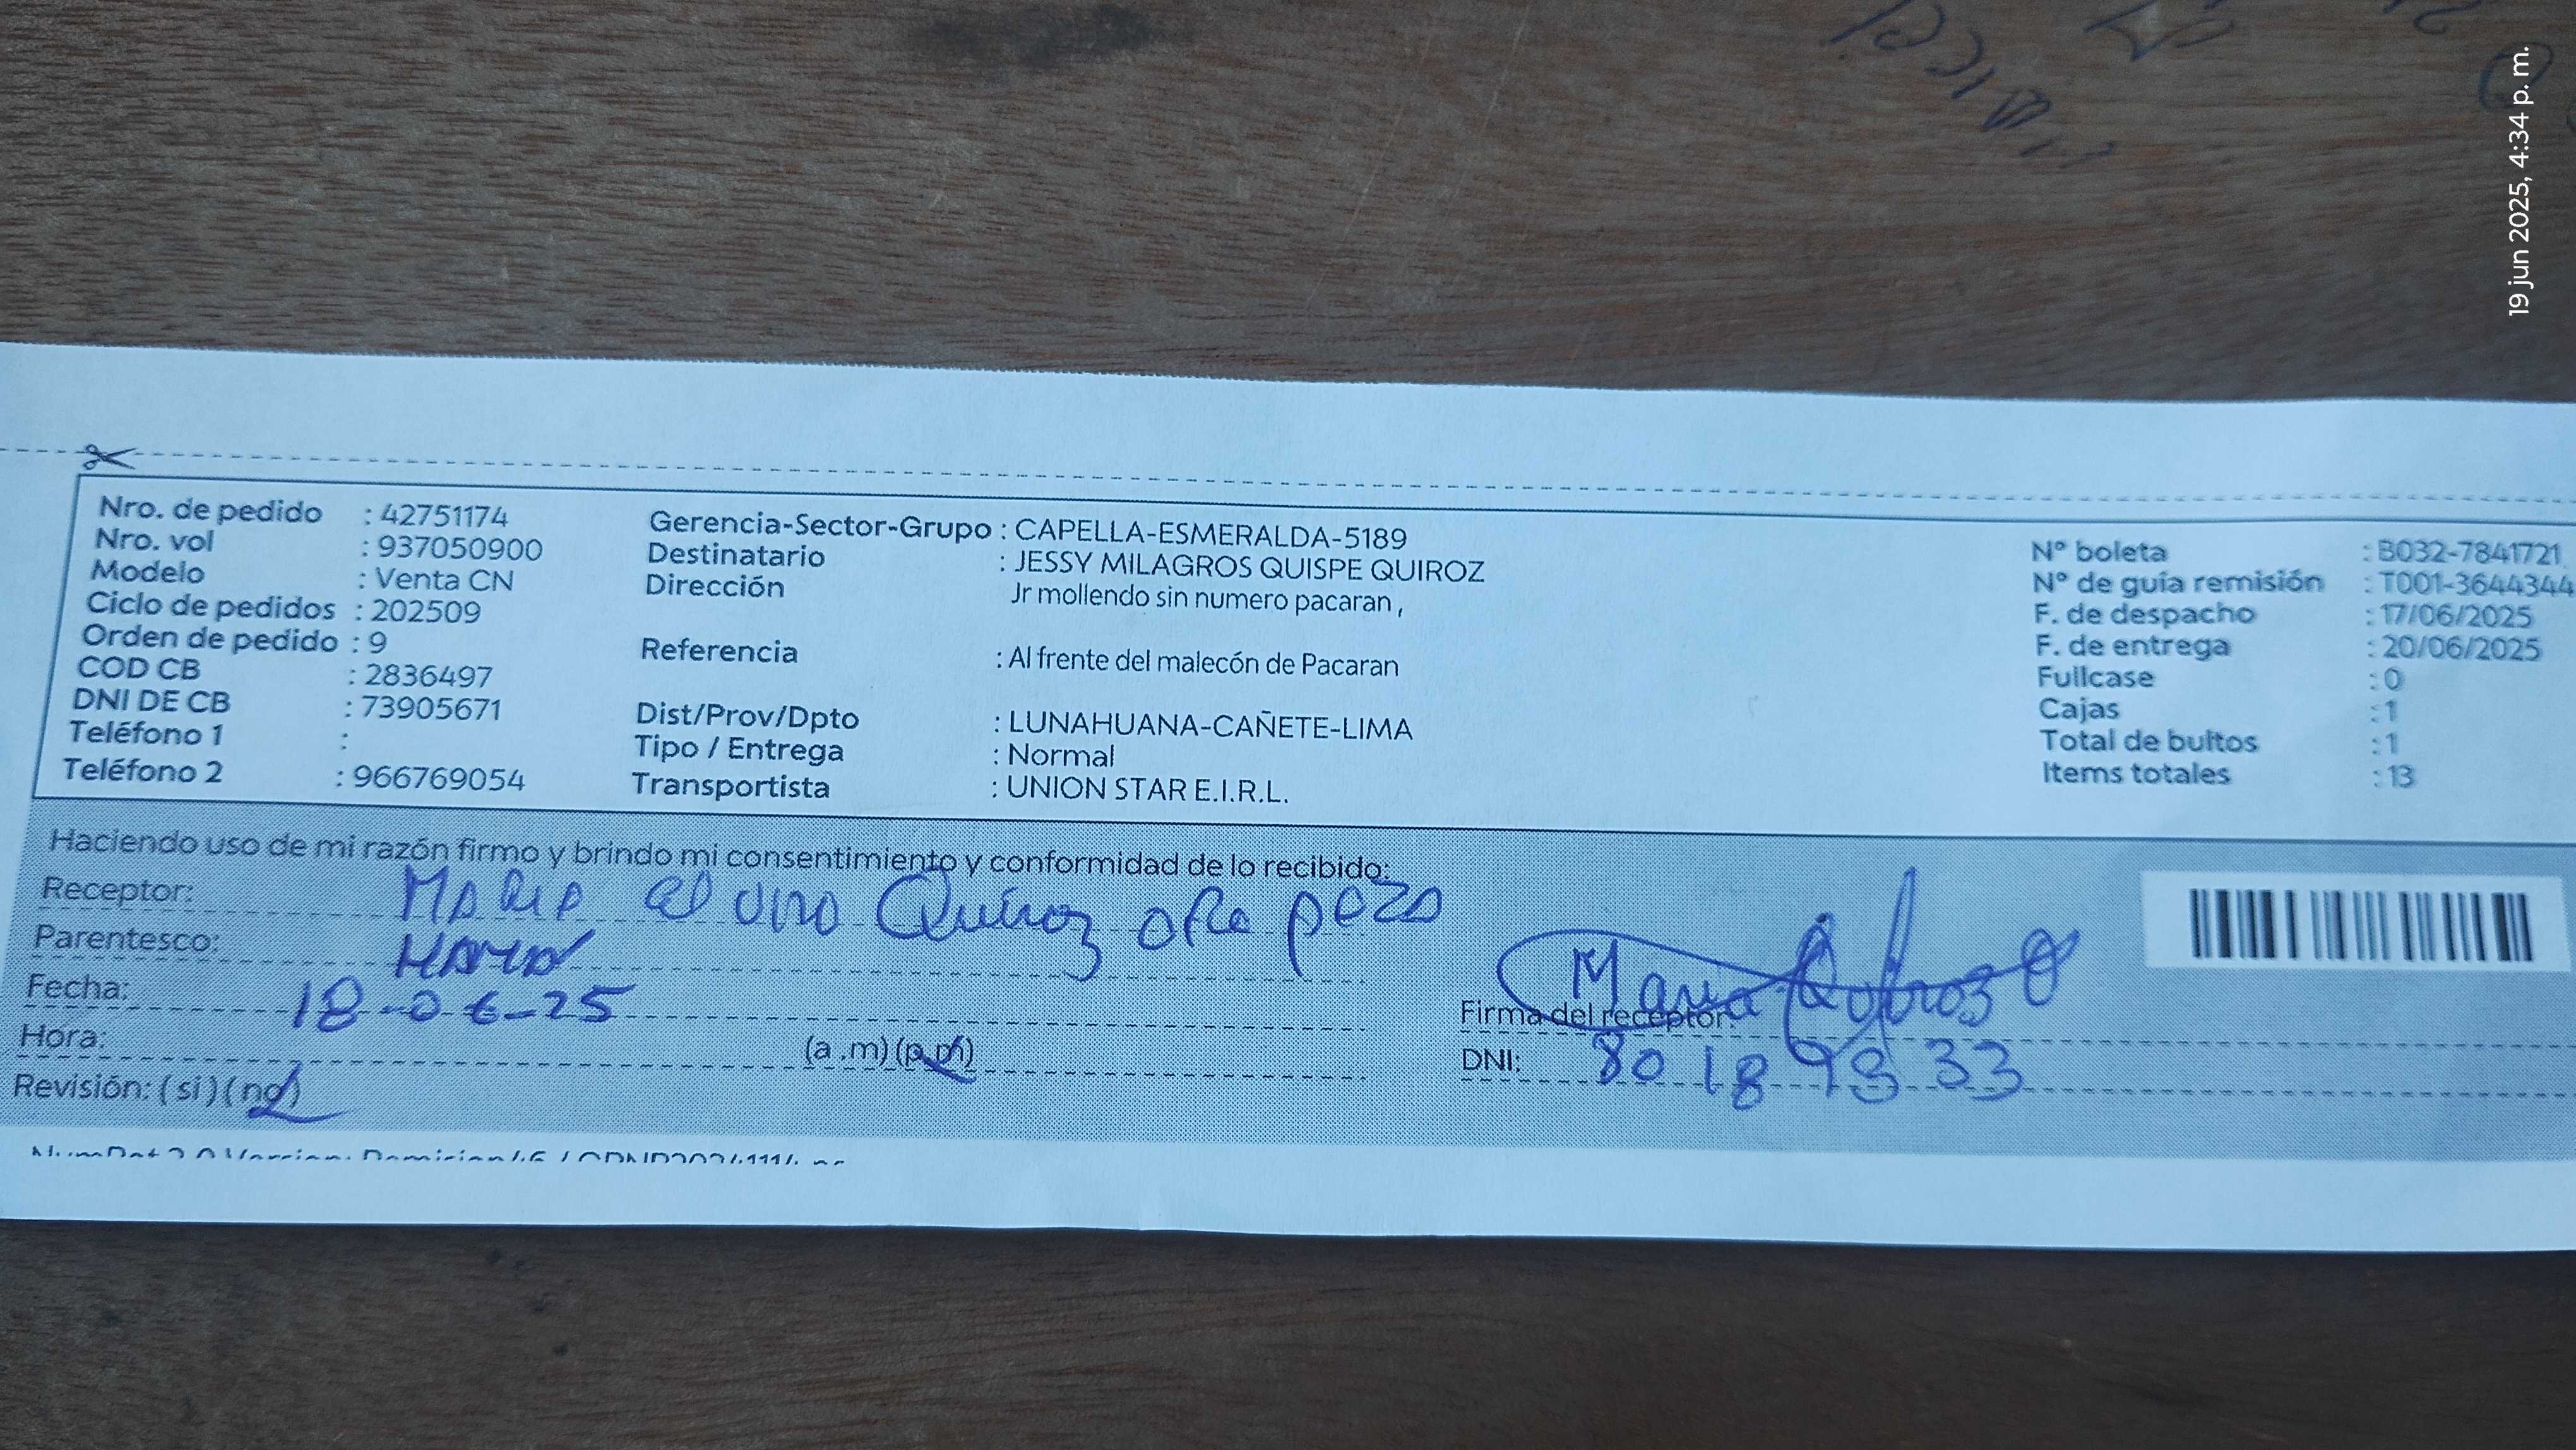 19 jun 2025, 4:34 p. m.
Nro. de pedido : 42751174
Nro. vol : 937050900
Modelo : Venta CN
Ciclo de pedidos : 202509
Orden de pedido : 9
COD CB : 2836497
DNI DE CB : 73905671
Teléfono 1 :
Teléfono 2 : 966769054
Gerencia-Sector-Grupo : CAPELLA-ESMERALDA-5189
Destinatario : JESSY MILAGROS QUISPE QUIROZ
Dirección Jr mollendo sin numero pacaran ,
Referencia : Al frente del malecón de Pacaran
Dist/Prov/Dpto : LUNAHUANA-CAÑETE-LIMA
Tipo / Entrega : Normal
Transportista : UNION STAR E.I.R.L.
N° boleta : B032-7841721
N° de guía remisión : T001-3644344
F. de despacho : 17/06/2025
F. de entrega : 20/06/2025
Fullcase : 0
Cajas : 1
Total de bultos : 1
Items totales : 13
Haciendo uso de mi razón firmo y brindo mi consentimiento y conformidad de lo recibido:
Receptor: MARIA Quiroz
Parentesco:
Fecha: 18-06-25
Hora: (a .m) (p.m)
Revisión: ( si ) ( no )
Firma del receptor: Maria Quiroz
DNI: 80189933